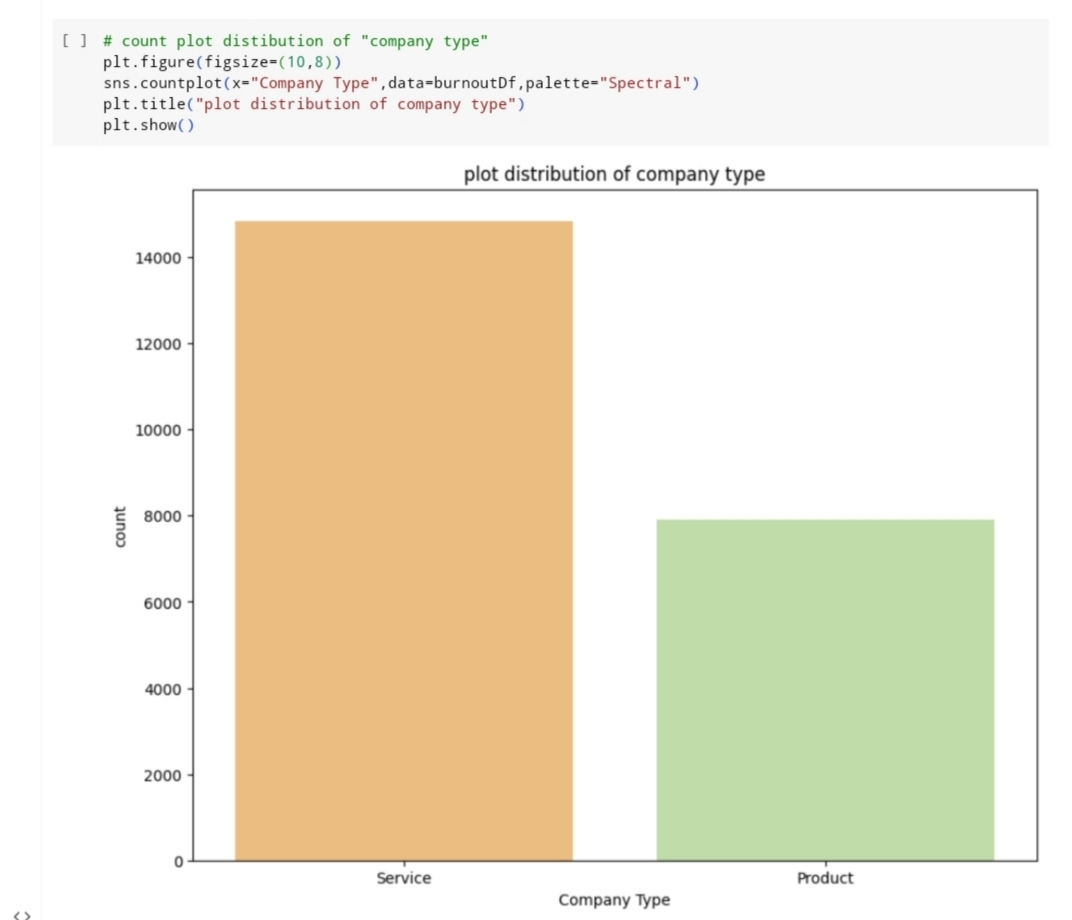 [ ] # count plot distibution of "company type"
plt.figure(figsize=(10,8))
sns.countplot(x="Company Type",data=burnoutDf,palette="Spectral")
plt.title("plot distribution of company type")
plt.show()
plot distribution of company type
14000
12000
10000
8000
6000
4000
2000
0
count
Service
Product
Company Type
<>